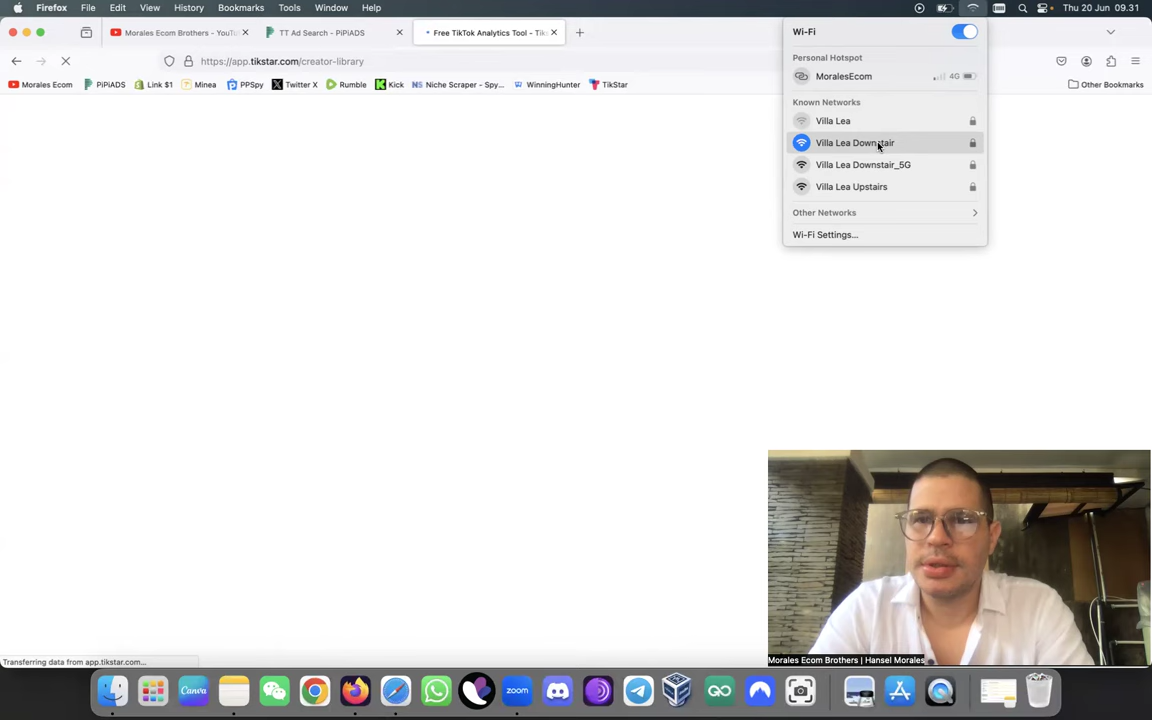 Firefox File Edit View History Bookmarks Tools Window Help Thu 20 Jun 09.31
Morales Ecom Brothers - YouTu
TT Ad Search - PiPiADS
Free TikTok Analytics Tool - Tik
https://app.tikstar.com/creator-library
Morales Ecom PiPiADS Link $1 Minea PPSpy Twitter X Rumble Kick Niche Scraper - Spy... WinningHunter TikStar Other Bookmarks
Wi-Fi
Personal Hotspot
MoralesEcom 4G
Known Networks
Villa Lea
Villa Lea Downstair
Villa Lea Downstair_5G
Villa Lea Upstairs
Other Networks
Wi-Fi Settings...
Transferring data from app.tikstar.com...
Morales Ecom Brothers | Hansel Morales
Canva
zoom